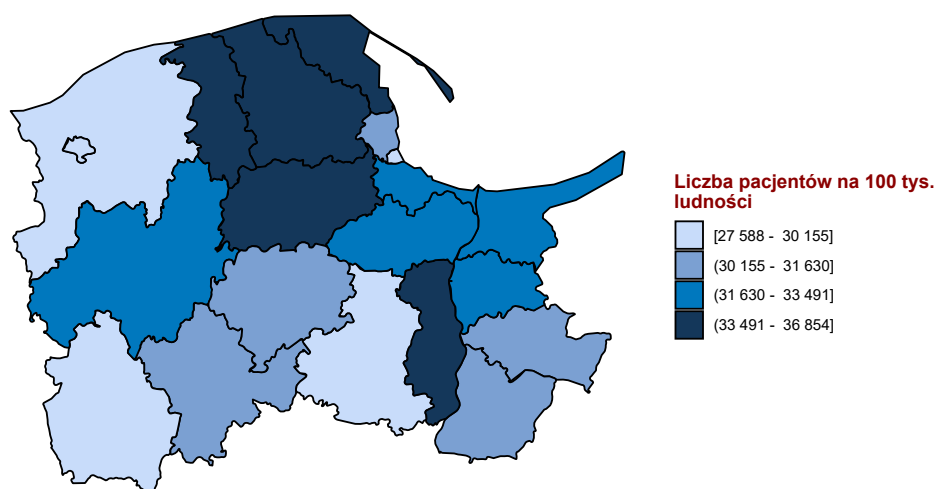 Liczba pacjentów na 100 tys.
ludności
[27 588 - 30 155]
(30 155 - 31 630]
(31 630 - 33 491]
(33 491 - 36 854]